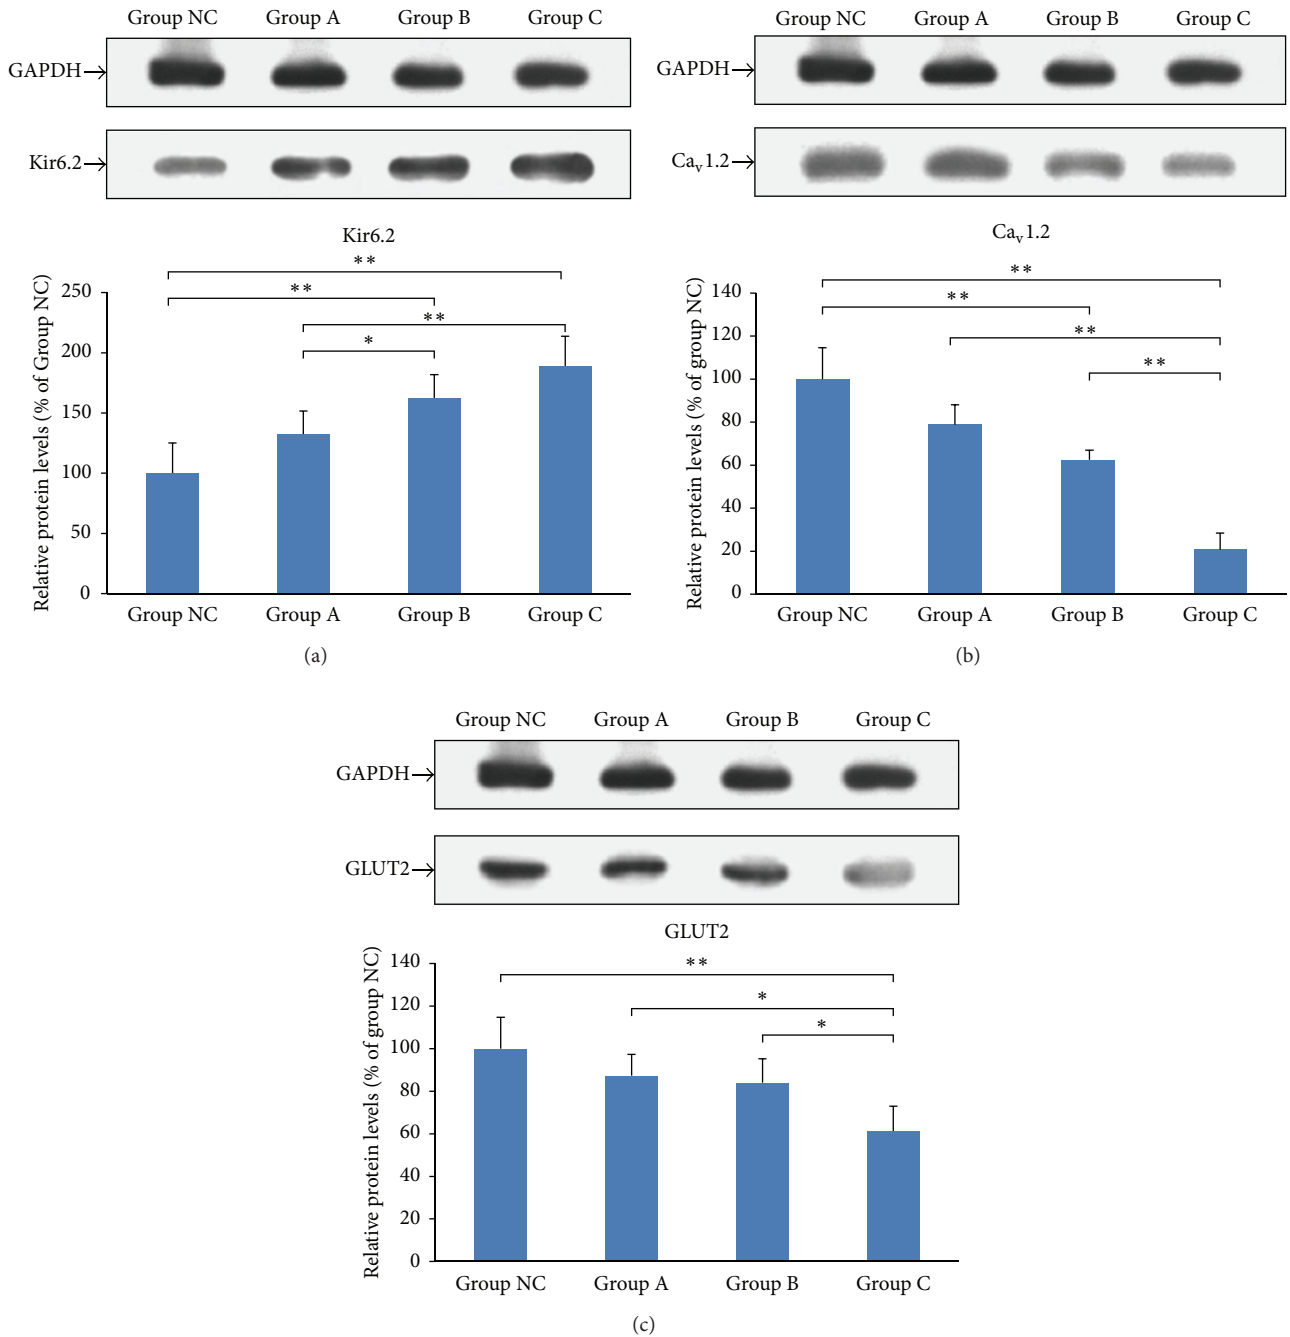 Group NC Group A Group B Group C
GAPDH
Kir6.2
Kir6.2
Relative protein levels (% of Group NC)
250
200
150
100
50
0
**
**
**
*
Group NC Group A Group B Group C
(a)
Group NC Group A Group B Group C
GAPDH
Cav1.2
Cav1.2
Relative protein levels (% of group NC)
140
120
100
80
60
40
20
0
**
**
**
**
Group NC Group A Group B Group C
(b)
Group NC Group A Group B Group C
GAPDH
GLUT2
GLUT2
Relative protein levels (% of group NC)
140
120
100
80
60
40
20
0
**
*
*
Group NC Group A Group B Group C
(c)